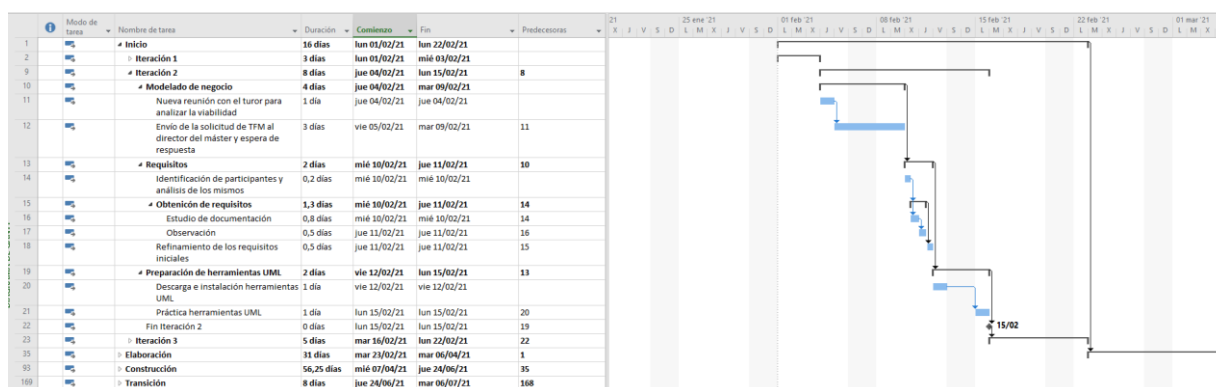 21 25 ene '21 01 feb '21 08 feb '21 15 feb '21 22 feb '21 01 mar '21
Modo de tarea Nombre de tarea Duración Comienzo Fin Predecesoras X J V S D L M X J V S D L M X J V S D L M X J V S D L M X J V S D L M X J V S D L M X
1 Inicio 16 días lun 01/02/21 lun 22/02/21
2 Iteración 1 3 días lun 01/02/21 mié 03/02/21
9 Iteración 2 8 días jue 04/02/21 lun 15/02/21 8
10 Modelado de negocio 4 días jue 04/02/21 mar 09/02/21
11 Nueva reunión con el turor para 1 día jue 04/02/21 jue 04/02/21
analizar la viabilidad
12 Envío de la solicitud de TFM al 3 días vie 05/02/21 mar 09/02/21 11
director del máster y espera de
respuesta
13 Requisitos 2 días mié 10/02/21 jue 11/02/21 10
14 Identificación de participantes y 0,2 días mié 10/02/21 mié 10/02/21
análisis de los mismos
15 Obtenicón de requisitos 1,3 días mié 10/02/21 jue 11/02/21 14
16 Estudio de documentación 0,8 días mié 10/02/21 mié 10/02/21 14
17 Observación 0,5 días jue 11/02/21 jue 11/02/21 16
18 Refinamiento de los requisitos 0,5 días jue 11/02/21 jue 11/02/21 15
iniciales
19 Preparación de herramientas UML 2 días vie 12/02/21 lun 15/02/21 13
20 Descarga e instalación herramientas 1 día vie 12/02/21 vie 12/02/21
UML
21 Práctica herramientas UML 1 día lun 15/02/21 lun 15/02/21 20
22 Fin Iteración 2 0 días lun 15/02/21 lun 15/02/21 19 15/02
23 Iteración 3 5 días mar 16/02/21 lun 22/02/21 22
35 Elaboración 31 días mar 23/02/21 mar 06/04/21 1
93 Construcción 56,25 días mié 07/04/21 jue 24/06/21 35
169 Transición 8 días jue 24/06/21 mar 06/07/21 168